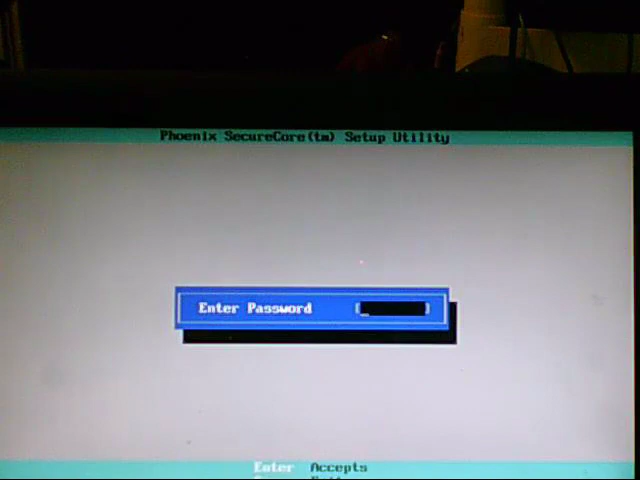 Phoenix SecureCore(tm) Setup Utility
Enter Password [ ]
Enter Accepts